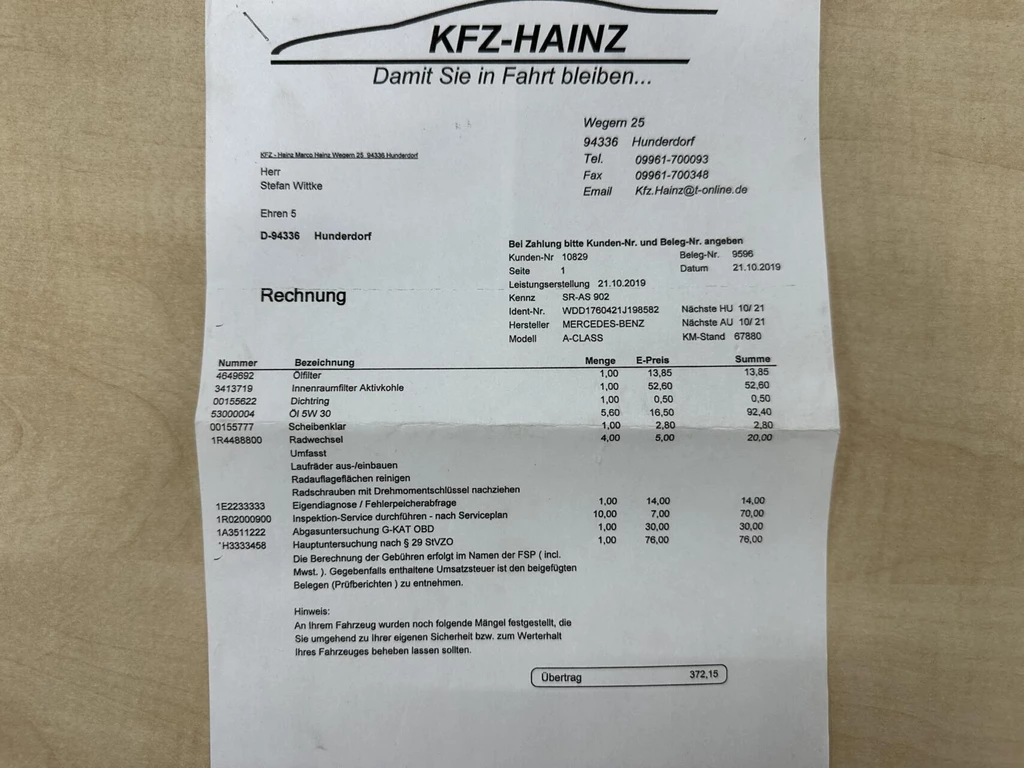 KFZ-HAINZ
Damit Sie in Fahrt bleiben...
Wegern 25
94336 Hunderdorf
Tel. 09961-700093
Fax 09961-700348
Email Kfz.Hainz@t-online.de
KFZ - Hainz Marco Hainz Wegern 25 94336 Hunderdorf
Herr
Stefan Wittke
Ehren 5
D-94336 Hunderdorf
Bei Zahlung bitte Kunden-Nr. und Beleg-Nr. angeben
Kunden-Nr 10829 Beleg-Nr. 9596
Seite 1 Datum 21.10.2019
Leistungserstellung 21.10.2019
Rechnung
Kennz SR-AS 902
Ident-Nr. WDD1760421J198582 Nächste HU 10/ 21
Hersteller MERCEDES-BENZ Nächste AU 10/ 21
Modell A-CLASS KM-Stand 67880
Nummer Bezeichnung Menge E-Preis Summe
4649692 Ölfilter 1,00 13,85 13,85
3413719 Innenraumfilter Aktivkohle 1,00 52,60 52,60
00155622 Dichtring 1,00 0,50 0,50
53000004 Öl 5W 30 5,60 16,50 92,40
00155777 Scheibenklar 1,00 2,80 2,80
1R4488800 Radwechsel 4,00 5,00 20,00
Umfasst
Laufräder aus-/einbauen
Radauflageflächen reinigen
Radschrauben mit Drehmomentschlüssel nachziehen
1E2233333 Eigendiagnose / Fehlerpeicherabfrage 1,00 14,00 14,00
1R02000900 Inspektion-Service durchführen - nach Serviceplan 10,00 7,00 70,00
1A3511222 Abgasuntersuchung G-KAT OBD 1,00 30,00 30,00
*H3333458 Hauptuntersuchung nach § 29 StVZO 1,00 76,00 76,00
Die Berechnung der Gebühren erfolgt im Namen der FSP ( incl.
Mwst. ). Gegebenfalls enthaltene Umsatzsteuer ist den beigefügten
Belegen (Prüfberichten ) zu entnehmen.
Hinweis:
An Ihrem Fahrzeug wurden noch folgende Mängel festgestellt, die
Sie umgehend zu Ihrer eigenen Sicherheit bzw. zum Werterhalt
Ihres Fahrzeuges beheben lassen sollten.
Übertrag 372,15